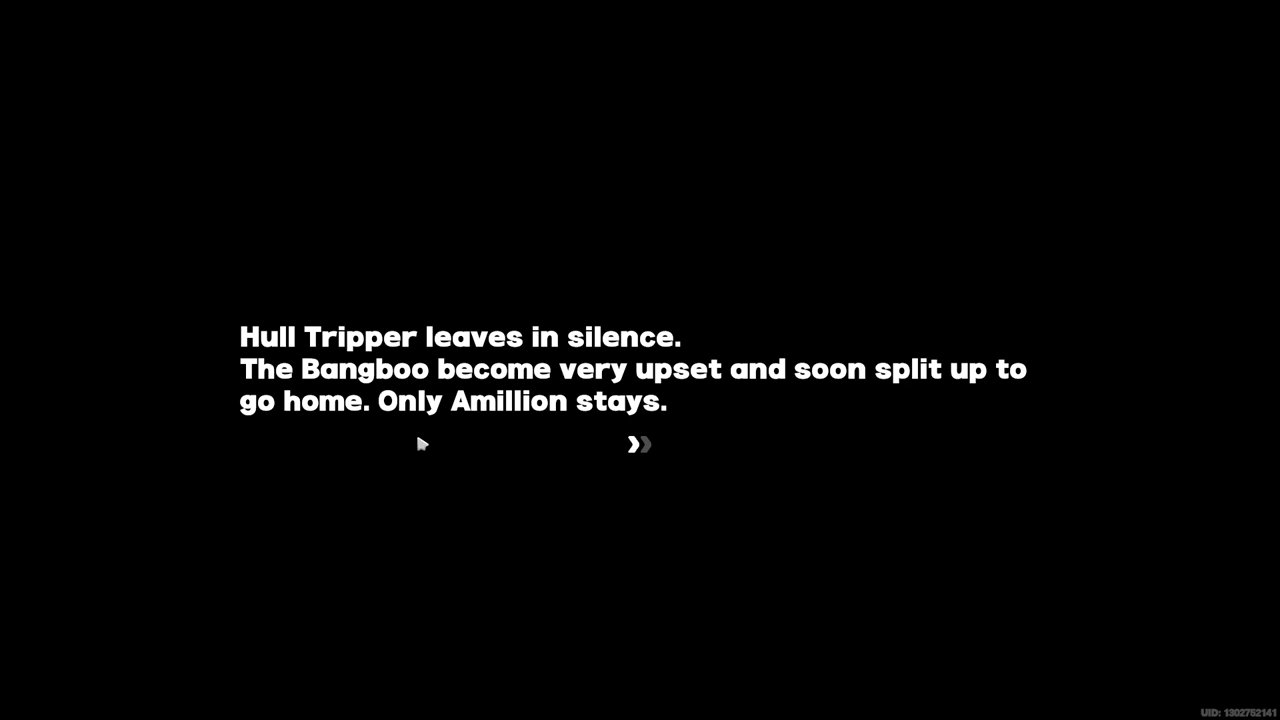 Hull Tripper leaves in silence.
The Bangboo become very upset and soon split up to
go home. Only Amillion stays.
UID: 1302752141